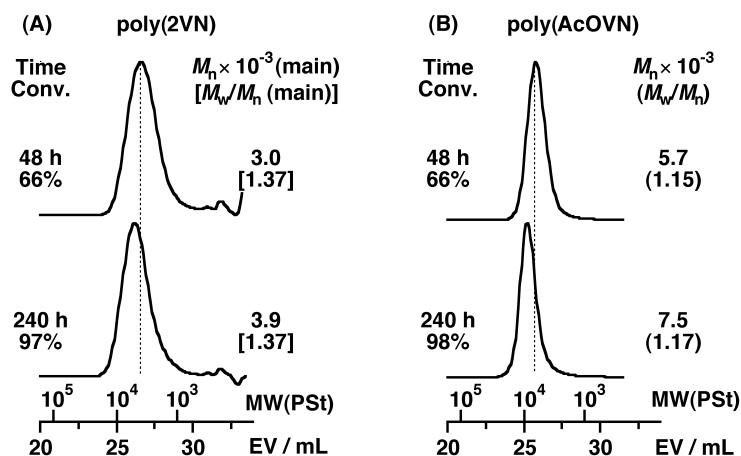 (A) poly(2VN)
Time
Conv.
Mn × 10-3 (main)
[Mw/Mn (main)]
48 h
66%
3.0
[1.37]
240 h
97%
3.9
[1.37]
105 104 103 MW(PSt)
20 25 30 EV / mL
(B) poly(AcOVN)
Time
Conv.
Mn × 10-3
(Mw/Mn)
48 h
66%
5.7
(1.15)
240 h
98%
7.5
(1.17)
105 104 103 MW(PSt)
20 25 30 EV / mL